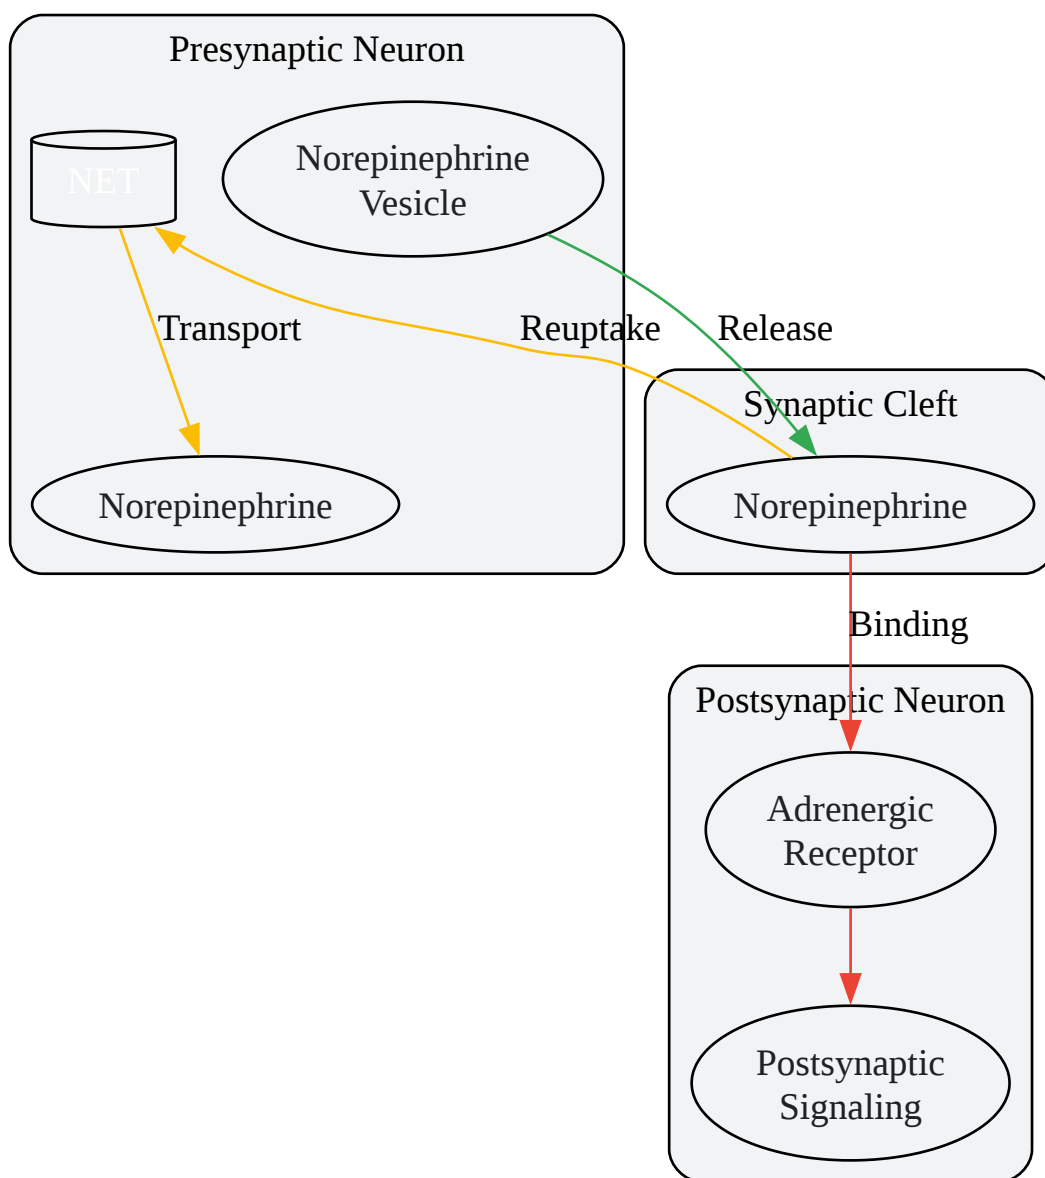 Presynaptic Neuron
NET
Norepinephrine
Vesicle
Transport
Reuptake
Release
Synaptic Cleft
Norepinephrine
Norepinephrine
Binding
Postsynaptic Neuron
Adrenergic
Receptor
Postsynaptic
Signaling